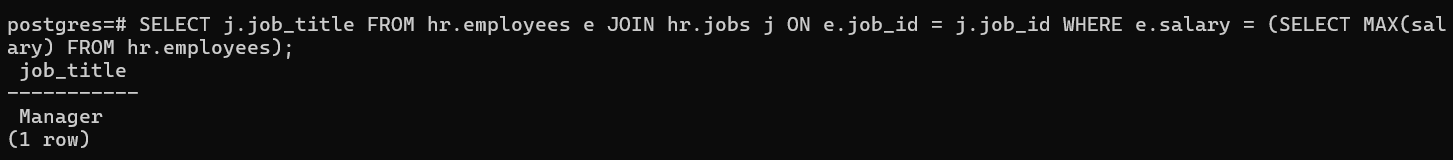 postgres=# SELECT j.job_title FROM hr.employees e JOIN hr.jobs j ON e.job_id = j.job_id WHERE e.salary = (SELECT MAX(sal
ary) FROM hr.employees);
 job_title
-----------
 Manager
(1 row)